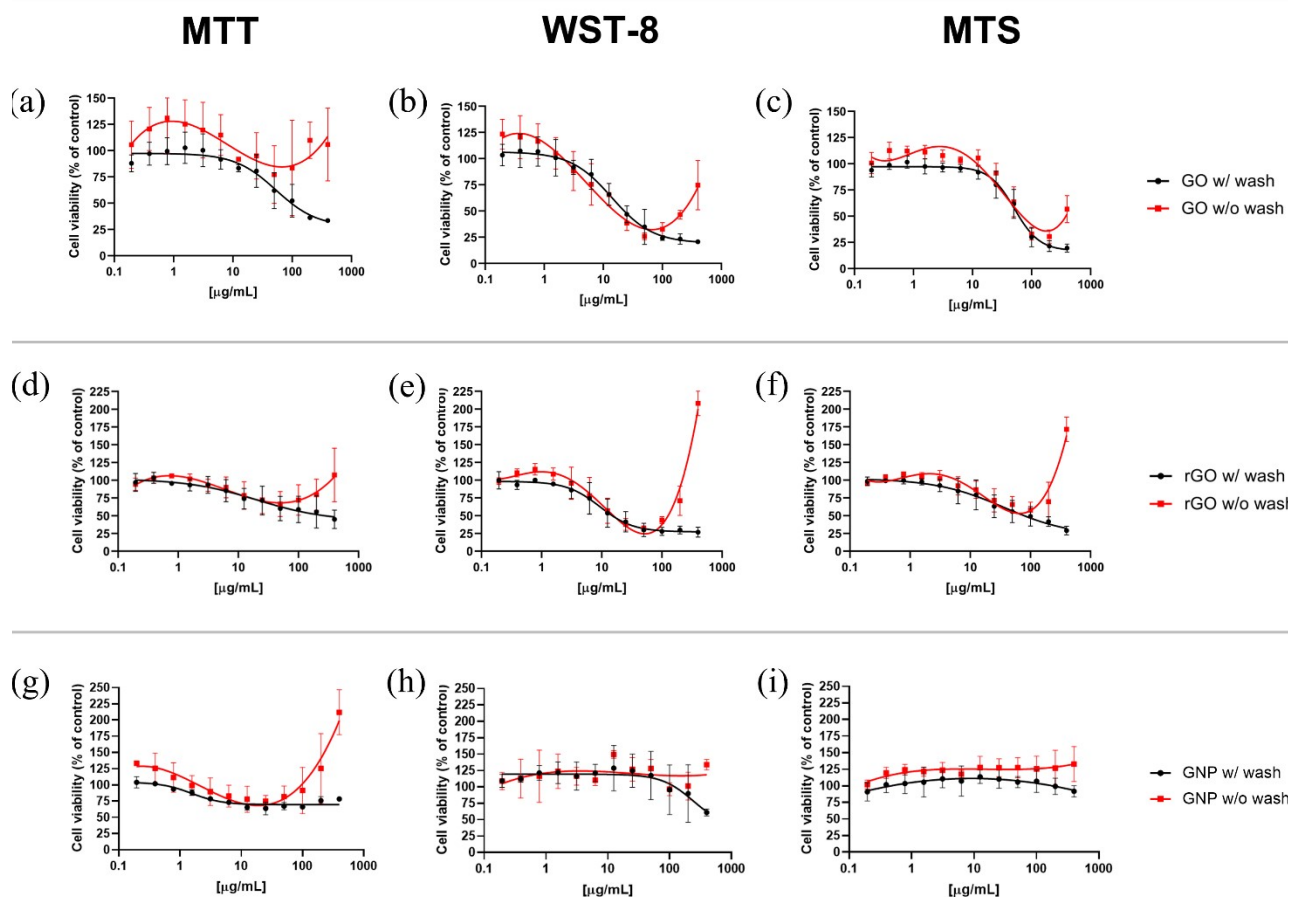 MTT WST-8 MTS
(a) (b) (c)
Cell viability (% of control) Cell viability (% of control) Cell viability (% of control)
150 150 150
125 125 125
100 100 100
75 75 75
50 50 50
25 25 25
0 0 0
0.1 1 10 100 1000 0.1 1 10 100 1000 0.1 1 10 100 1000
[µg/mL] [µg/mL] [µg/mL]
GO w/ wash
GO w/o wash
(d) (e) (f)
Cell viability (% of control) Cell viability (% of control) Cell viability (% of control)
225 225 225
200 200 200
175 175 175
150 150 150
125 125 125
100 100 100
75 75 75
50 50 50
25 25 25
0 0 0
0.1 1 10 100 1000 0.1 1 10 100 1000 0.1 1 10 100 1000
[µg/mL] [µg/mL] [µg/mL]
rGO w/ wash
rGO w/o wash
(g) (h) (i)
Cell viability (% of control) Cell viability (% of control) Cell viability (% of control)
250 250 250
225 225 225
200 200 200
175 175 175
150 150 150
125 125 125
100 100 100
75 75 75
50 50 50
25 25 25
0 0 0
0.1 1 10 100 1000 0.1 1 10 100 1000 0.1 1 10 100 1000
[µg/mL] [µg/mL] [µg/mL]
GNP w/ wash
GNP w/o wash